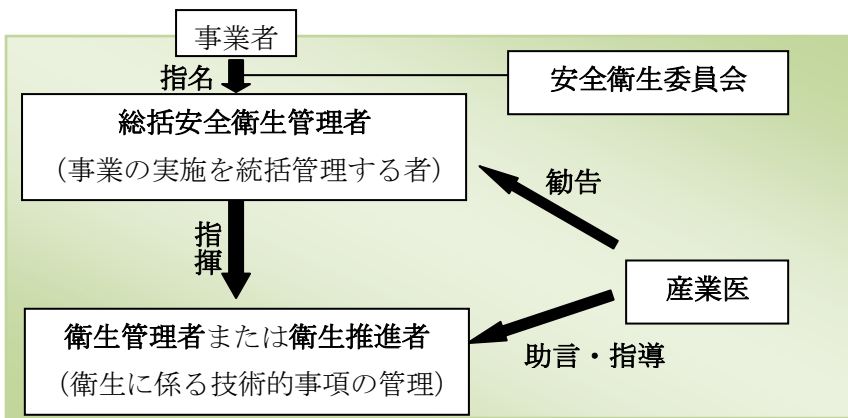 事業者
指名
安全衛生委員会
総括安全衛生管理者
（事業の実施を統括管理する者）
勧告
指揮
産業医
衛生管理者または衛生推進者
（衛生に係る技術的事項の管理）
助言・指導